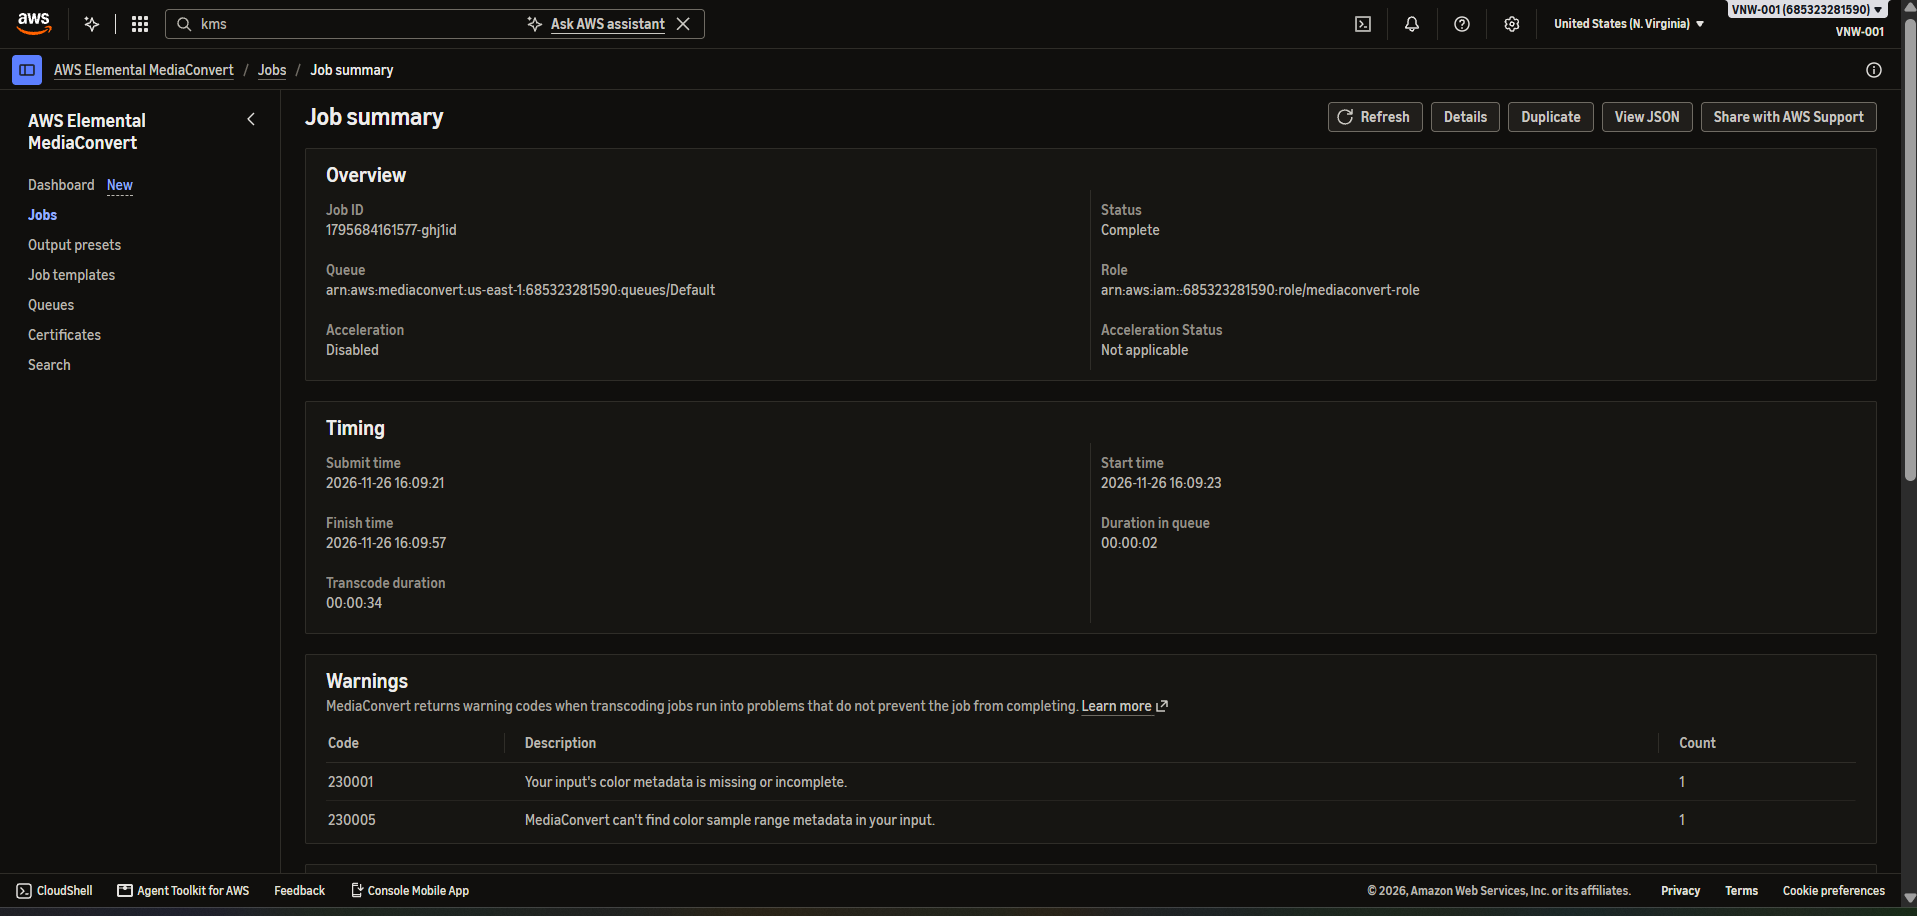 aws
kms
Ask AWS assistant
United States (N. Virginia)
VNW-001 (685323281590)
VNW-001
AWS Elemental MediaConvert / Jobs / Job summary
AWS Elemental
MediaConvert
Dashboard New
Jobs
Output presets
Job templates
Queues
Certificates
Search
Job summary
Refresh
Details
Duplicate
View JSON
Share with AWS Support
Overview
Job ID
1795684161577-ghj1id
Status
Complete
Queue
arn:aws:mediaconvert:us-east-1:685323281590:queues/Default
Role
arn:aws:iam::685323281590:role/mediaconvert-role
Acceleration
Disabled
Acceleration Status
Not applicable
Timing
Submit time
2026-11-26 16:09:21
Start time
2026-11-26 16:09:23
Finish time
2026-11-26 16:09:57
Duration in queue
00:00:02
Transcode duration
00:00:34
Warnings
MediaConvert returns warning codes when transcoding jobs run into problems that do not prevent the job from completing. Learn more
Code Description Count
230001 Your input's color metadata is missing or incomplete. 1
230005 MediaConvert can't find color sample range metadata in your input. 1
CloudShell
Agent Toolkit for AWS
Feedback
Console Mobile App
© 2026, Amazon Web Services, Inc. or its affiliates.
Privacy
Terms
Cookie preferences